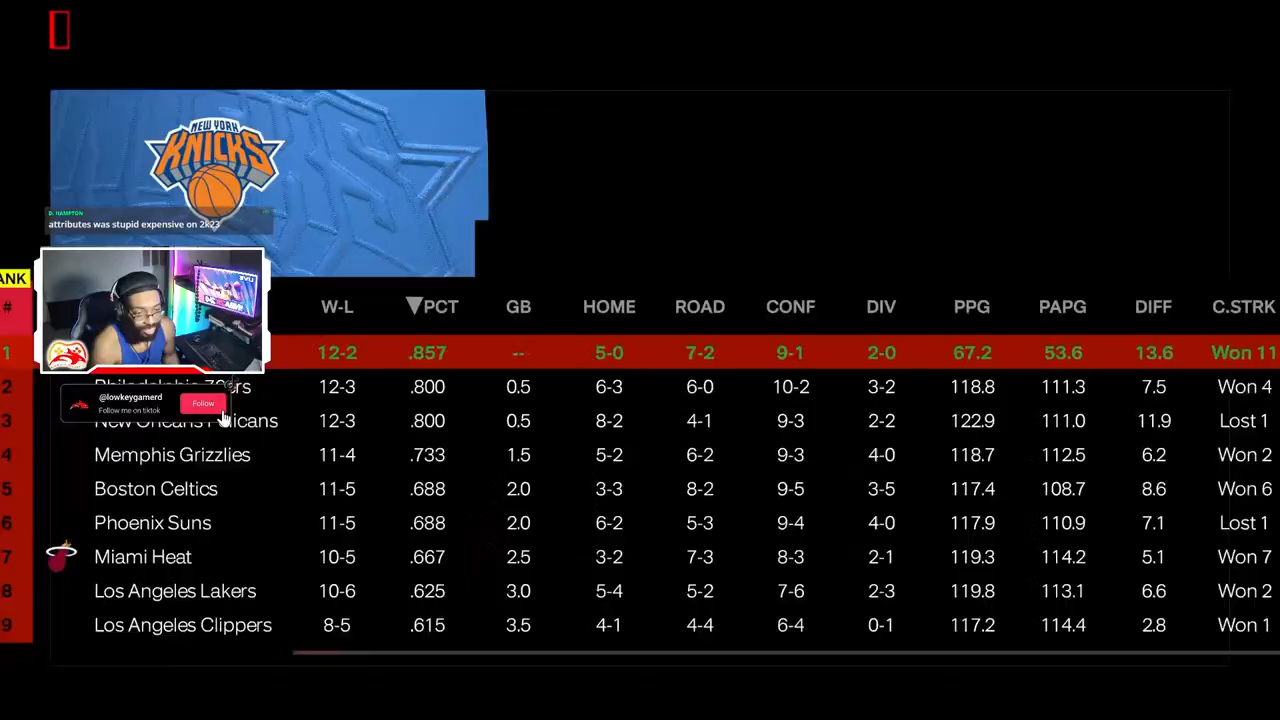 NEW YORK
KNICKS
D. HAMPTON
attributes was stupid expensive on 2k23
ANK
# W-L PCT GB HOME ROAD CONF DIV PPG PAPG DIFF C.STRK
1 12-2 .857 -- 5-0 7-2 9-1 2-0 67.2 53.6 13.6 Won 11
2 Philadelphia 76ers 12-3 .800 0.5 6-3 6-0 10-2 3-2 118.8 111.3 7.5 Won 4
@lowkeygamerd
Follow me on tiktok
Follow
3 New Orleans Pelicans 12-3 .800 0.5 8-2 4-1 9-3 2-2 122.9 111.0 11.9 Lost 1
4 Memphis Grizzlies 11-4 .733 1.5 5-2 6-2 9-3 4-0 118.7 112.5 6.2 Won 2
5 Boston Celtics 11-5 .688 2.0 3-3 8-2 9-5 3-5 117.4 108.7 8.6 Won 6
6 Phoenix Suns 11-5 .688 2.0 6-2 5-3 9-4 4-0 117.9 110.9 7.1 Lost 1
7 Miami Heat 10-5 .667 2.5 3-2 7-3 8-3 2-1 119.3 114.2 5.1 Won 7
8 Los Angeles Lakers 10-6 .625 3.0 5-4 5-2 7-6 2-3 119.8 113.1 6.6 Won 2
9 Los Angeles Clippers 8-5 .615 3.5 4-1 4-4 6-4 0-1 117.2 114.4 2.8 Won 1